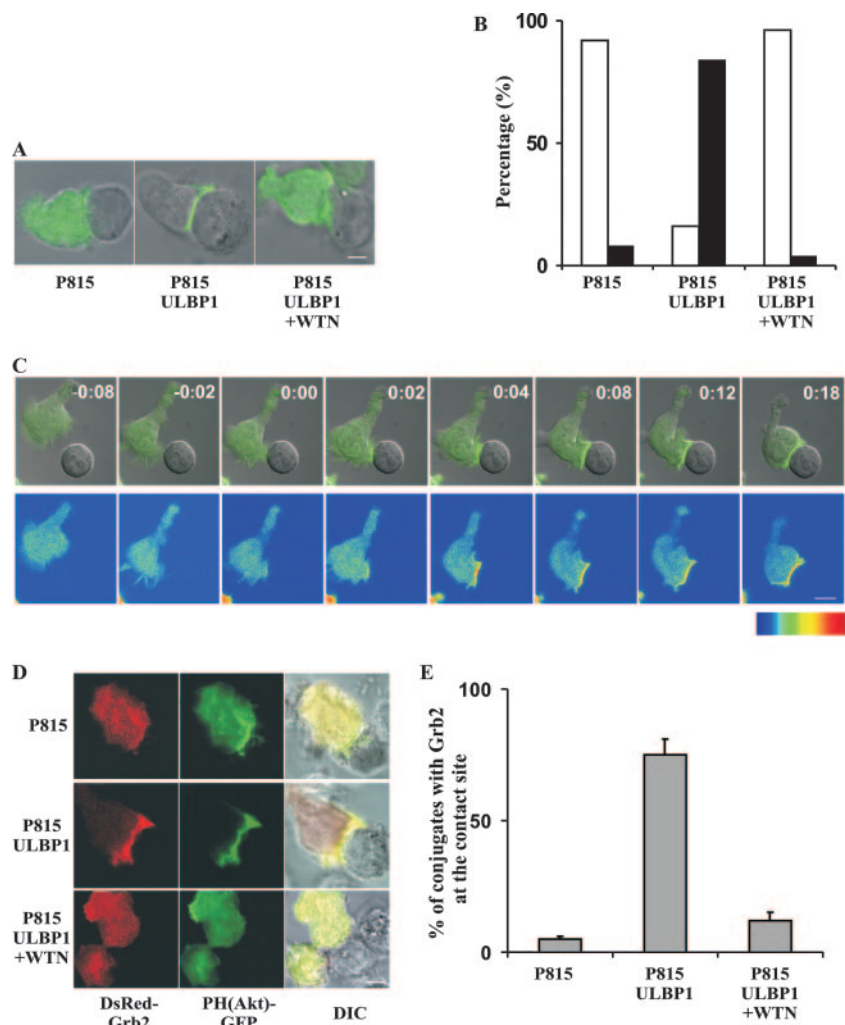 B
100
50
0
Percentage (%)
P815
P815
ULBP1
P815
ULBP1
+WTN
A
P815
P815
ULBP1
P815
ULBP1
+WTN
C
-0:08
-0:02
0:00
0:02
0:04
0:08
0:12
0:18
D
P815
P815
ULBP1
P815
ULBP1
+WTN
DsRed-
Grb2
PH(Akt)-
GFP
DIC
E
100
50
0
% of conjugates with Grb2
at the contact site
P815
P815
ULBP1
P815
ULBP1
+WTN